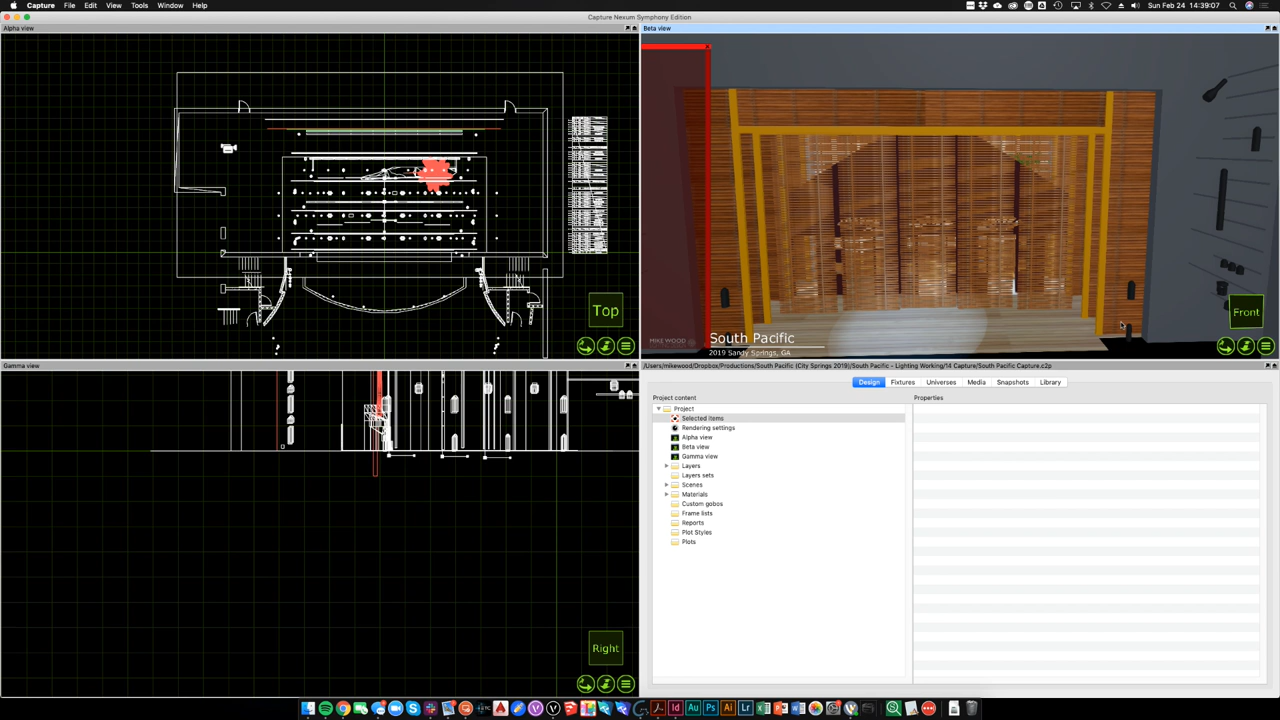 Capture File Edit View Tools Window Help
Sun Feb 24 14:39:07
Capture Nexum Symphony Edition
Alpha view
Beta view
Top
Front
MIKE WOOD
South Pacific
2019 Sandy Springs, GA
Gamma view
/Users/mikewood/Dropbox/Productions/South Pacific (City Springs 2019)/South Pacific - Lighting Working/14 Capture/South Pacific Capture.c2p
Design Fixtures Universes Media Snapshots Library
Project content
Properties
Project
Selected items
Rendering settings
Alpha view
Beta view
Gamma view
Layers
Layers sets
Scenes
Materials
Custom gobos
Frame lists
Reports
Plot Styles
Plots
Right